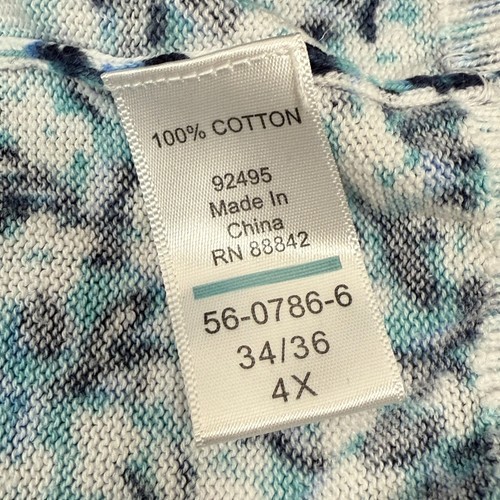 100% COTTON
92495
Made In
China
RN 88842
56-0786-6
34/36
4X